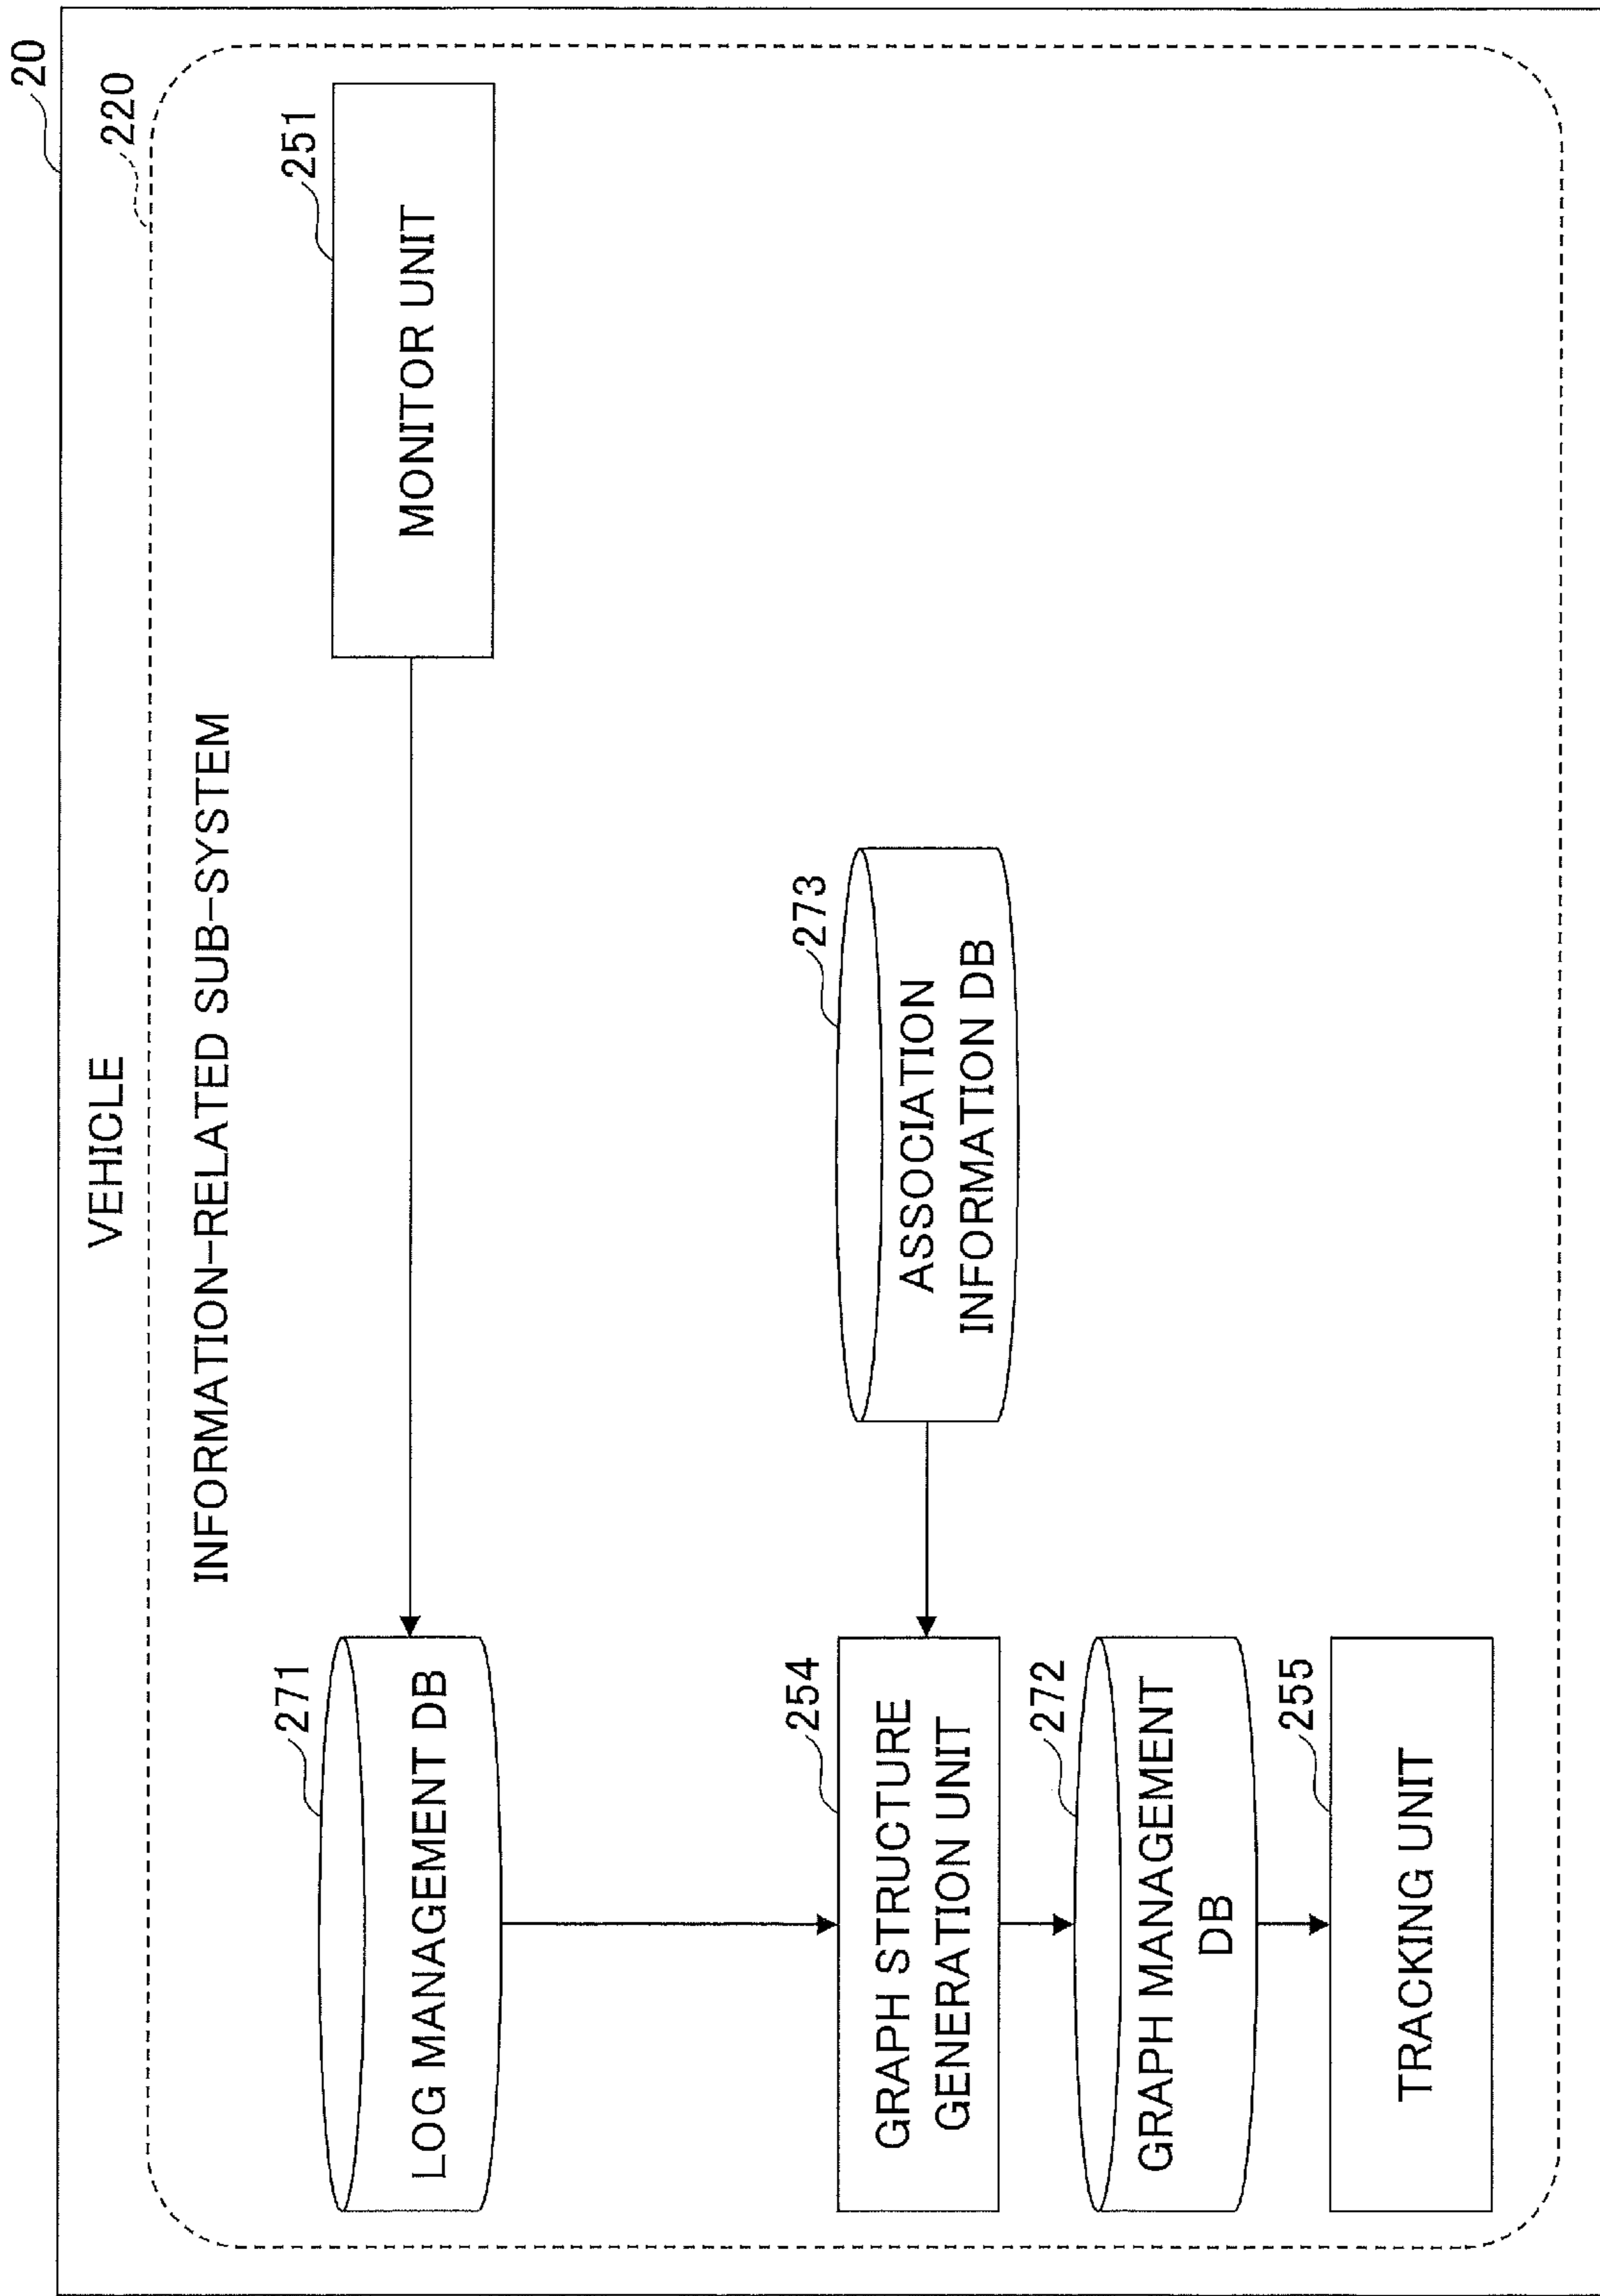 20
VEHICLE
220
INFORMATION-RELATED SUB-SYSTEM
271
LOG MANAGEMENT DB
251
MONITOR UNIT
254
GRAPH STRUCTURE
GENERATION UNIT
273
ASSOCIATION
INFORMATION DB
272
GRAPH MANAGEMENT
DB
255
TRACKING UNIT